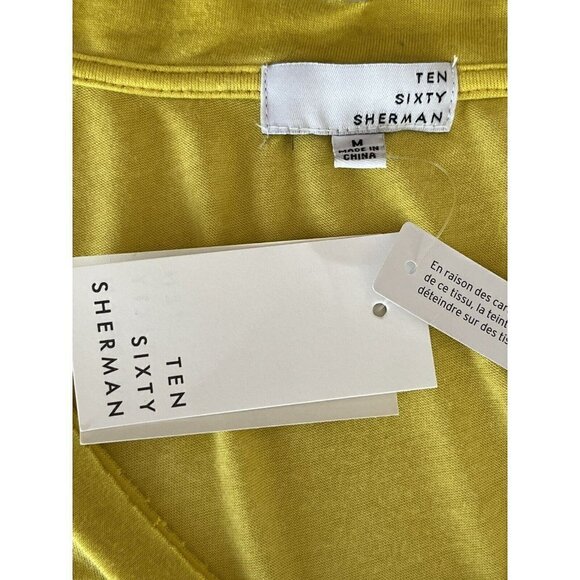 TEN
SIXTY
SHERMAN
M
MADE IN
CHINA
TEN
SIXTY
SHERMAN
En raison des car
de ce tissu, la teint
déteindre sur des tis